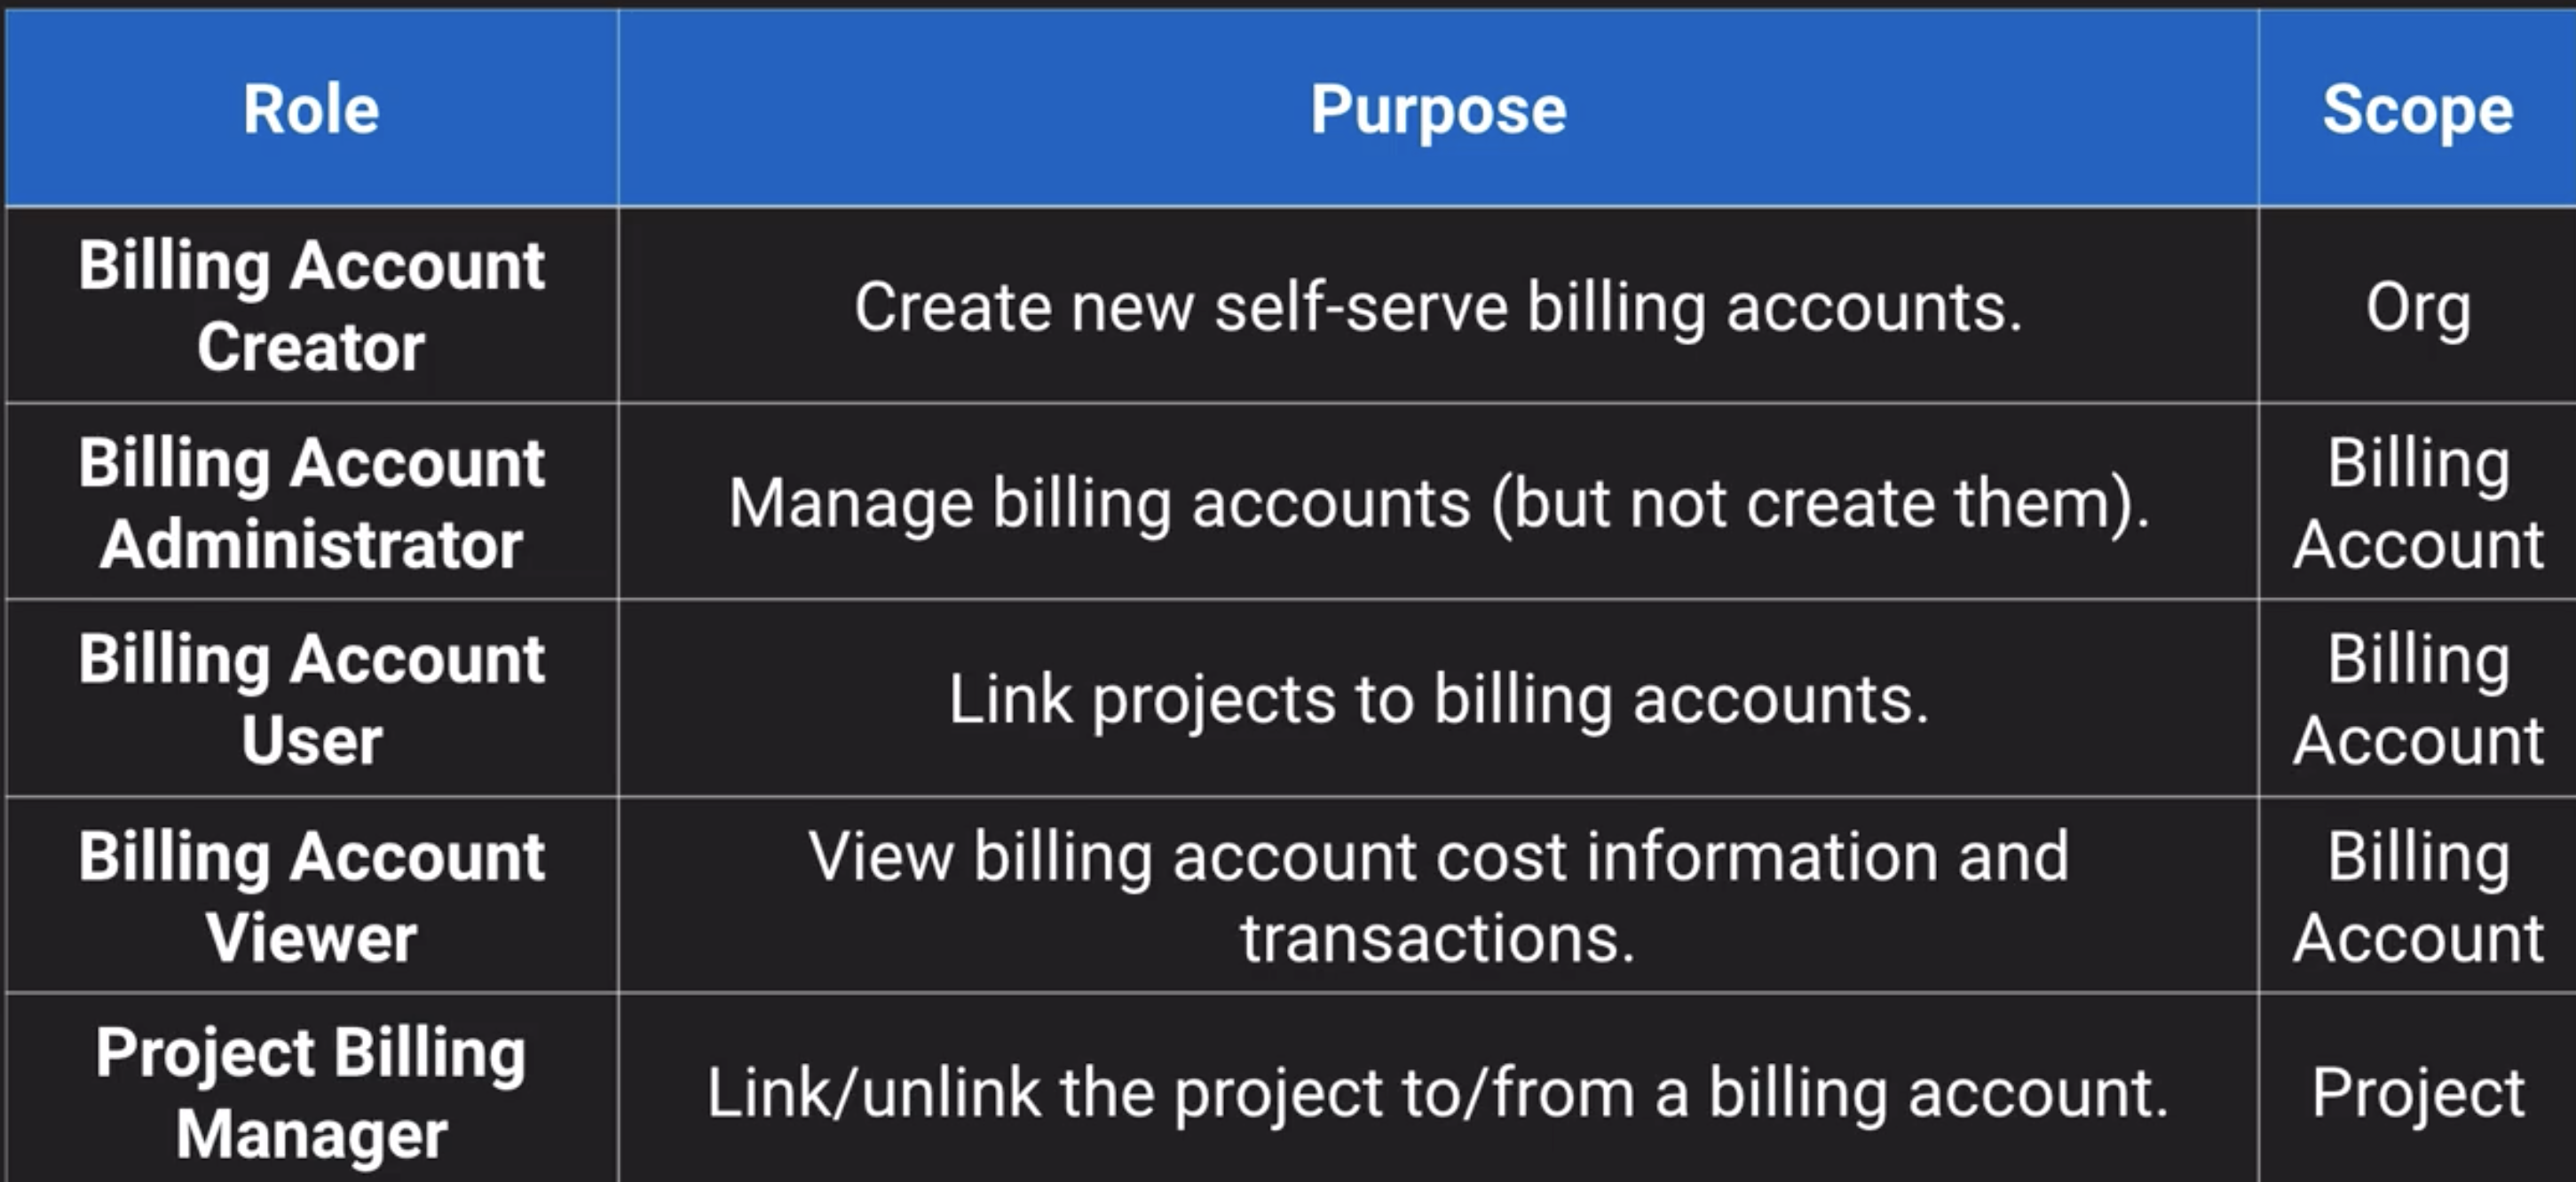 Role
Purpose
Scope
Billing Account
Creator
Create new self-serve billing accounts.
Org
Billing Account
Administrator
Manage billing accounts (but not create them).
Billing
Account
Billing Account
User
Link projects to billing accounts.
Billing
Account
Billing Account
Viewer
View billing account cost information and
transactions.
Billing
Account
Project Billing
Manager
Link/unlink the project to/from a billing account.
Project